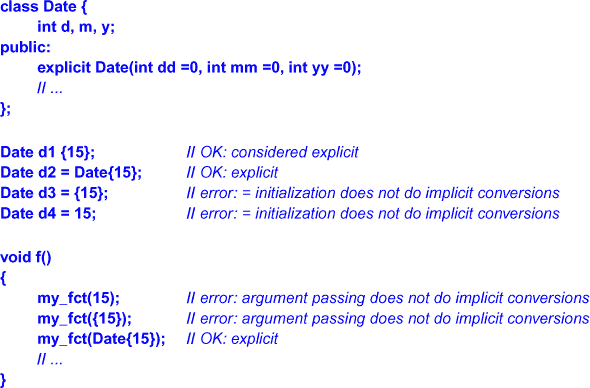 class Date {
int d, m, y;
public:
explicit Date(int dd =0, int mm =0, int yy =0);
// ...
};
Date d1 {15}; // OK: considered explicit
Date d2 = Date{15}; // OK: explicit
Date d3 = {15}; // error: = initialization does not do implicit conversions
Date d4 = 15; // error: = initialization does not do implicit conversions
void f()
{
my_fct(15); // error: argument passing does not do implicit conversions
my_fct({15}); // error: argument passing does not do implicit conversions
my_fct(Date{15}); // OK: explicit
// ...
}